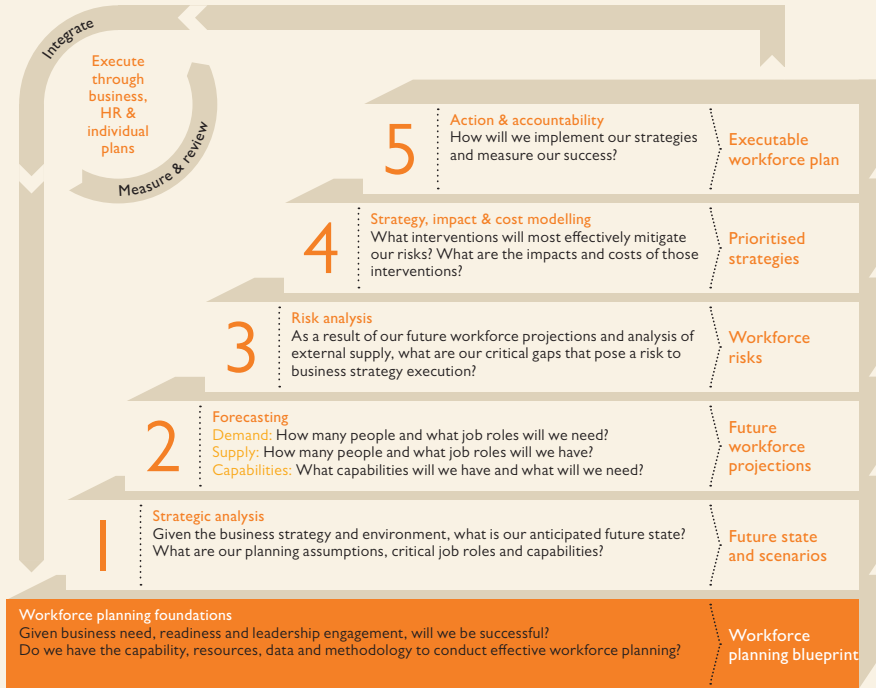 Integrate
Execute
through
business,
HR &
individual
plans
Measure & review
5
Action & accountability
How will we implement our strategies
and measure our success?
Executable
workforce plan
4
Strategy, impact & cost modelling
What interventions will most effectively mitigate
our risks? What are the impacts and costs of those
interventions?
Prioritised
strategies
3
Risk analysis
As a result of our future workforce projections and analysis of
external supply, what are our critical gaps that pose a risk to
business strategy execution?
Workforce
risks
2
Forecasting
Demand: How many people and what job roles will we need?
Supply: How many people and what job roles will we have?
Capabilities: What capabilities will we have and what will we need?
Future
workforce
projections
1
Strategic analysis
Given the business strategy and environment, what is our anticipated future state?
What are our planning assumptions, critical job roles and capabilities?
Future state
and scenarios
Workforce planning foundations
Given business need, readiness and leadership engagement, will we be successful?
Do we have the capability, resources, data and methodology to conduct effective workforce planning?
Workforce
planning blueprint